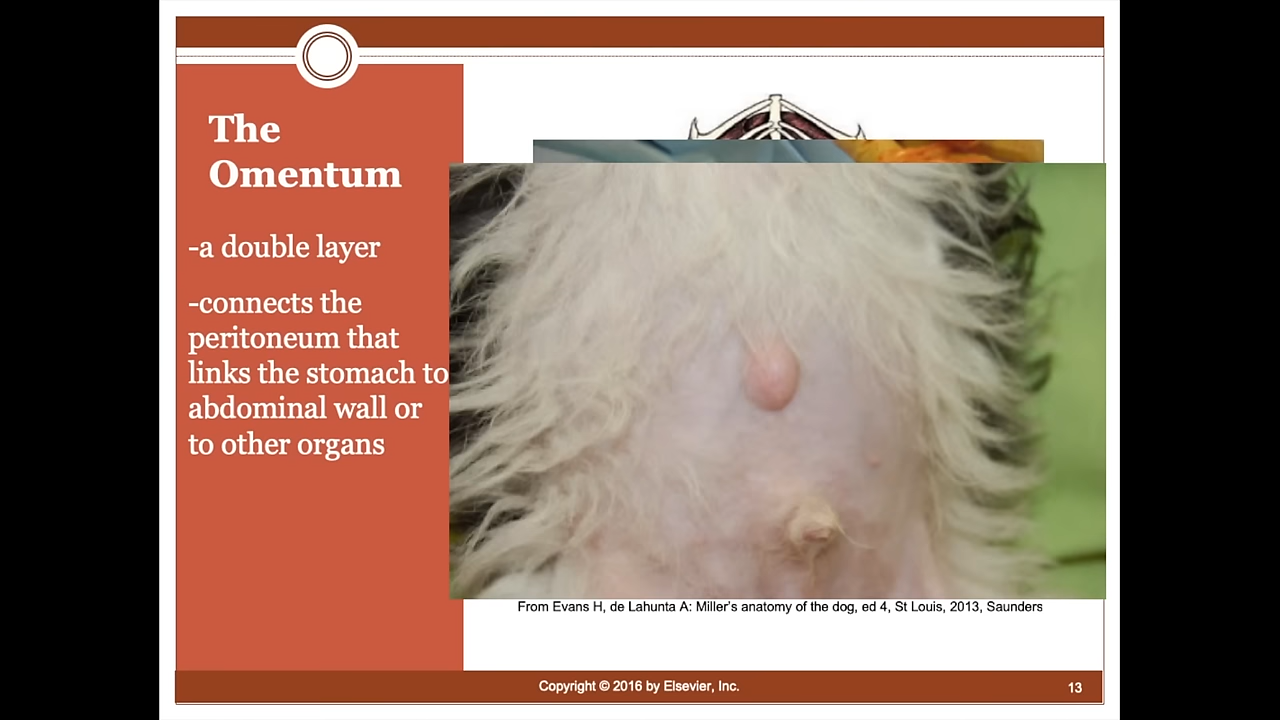 The
Omentum
-a double layer
-connects the
peritoneum that
links the stomach to
abdominal wall or
to other organs
From Evans H, de Lahunta A: Miller's anatomy of the dog, ed 4, St Louis, 2013, Saunders
Copyright © 2016 by Elsevier, Inc.
13